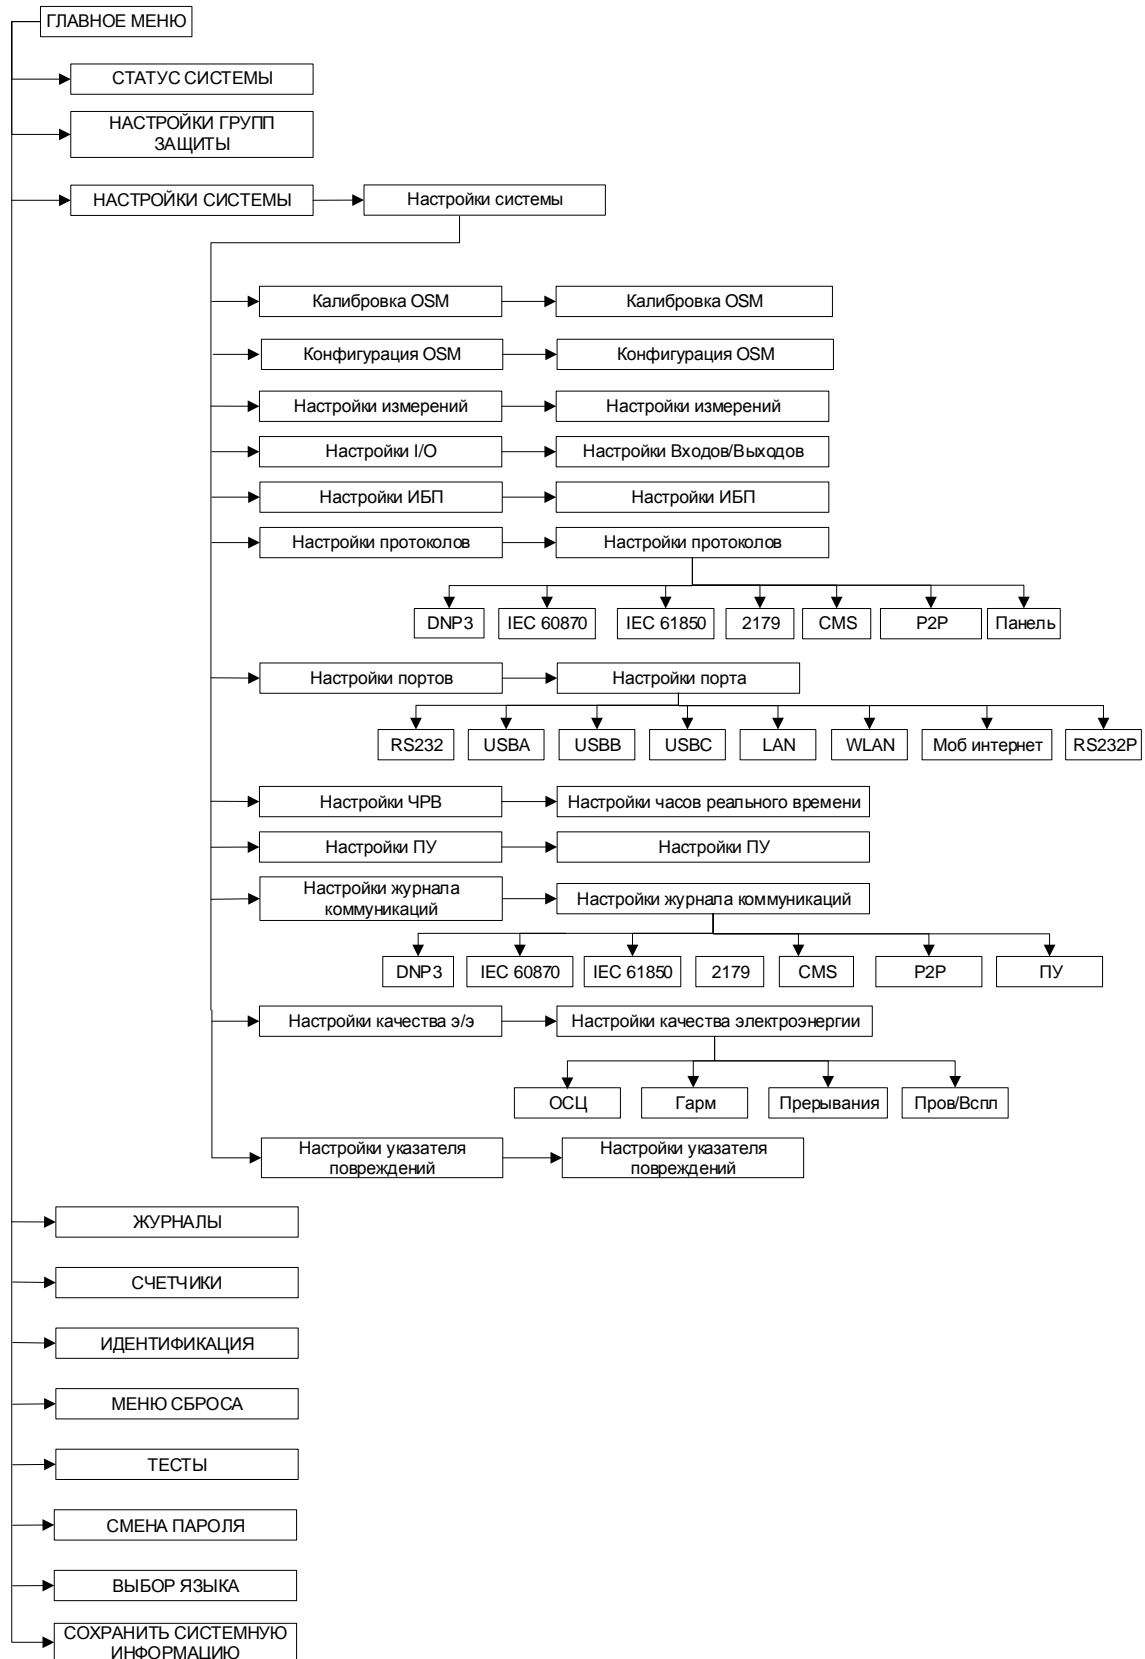 ГЛАВНОЕ МЕНЮ
СТАТУС СИСТЕМЫ
НАСТРОЙКИ ГРУПП
ЗАЩИТЫ
НАСТРОЙКИ СИСТЕМЫ
Настройки системы
Калибровка OSM
Калибровка OSM
Конфигурация OSM
Конфигурация OSM
Настройки измерений
Настройки измерений
Настройки I/O
Настройки Входов/Выходов
Настройки ИБП
Настройки ИБП
Настройки протоколов
Настройки протоколов
DNP3
IEC 60870
IEC 61850
2179
CMS
P2P
Панель
Настройки портов
Настройки порта
RS232
USBA
USBB
USBC
LAN
WLAN
Моб интернет
RS232P
Настройки ЧРВ
Настройки часов реального времени
Настройки ПУ
Настройки ПУ
Настройки журнала
коммуникаций
Настройки журнала коммуникаций
DNP3
IEC 60870
IEC 61850
2179
CMS
P2P
ПУ
Настройки качества э/э
Настройки качества электроэнергии
ОСЦ
Гарм
Прерывания
Пров/Вспл
Настройки указателя
повреждений
Настройки указателя
повреждений
ЖУРНАЛЫ
СЧЕТЧИКИ
ИДЕНТИФИКАЦИЯ
МЕНЮ СБРОСА
ТЕСТЫ
СМЕНА ПАРОЛЯ
ВЫБОР ЯЗЫКА
СОХРАНИТЬ СИСТЕМНУЮ
ИНФОРМАЦИЮ